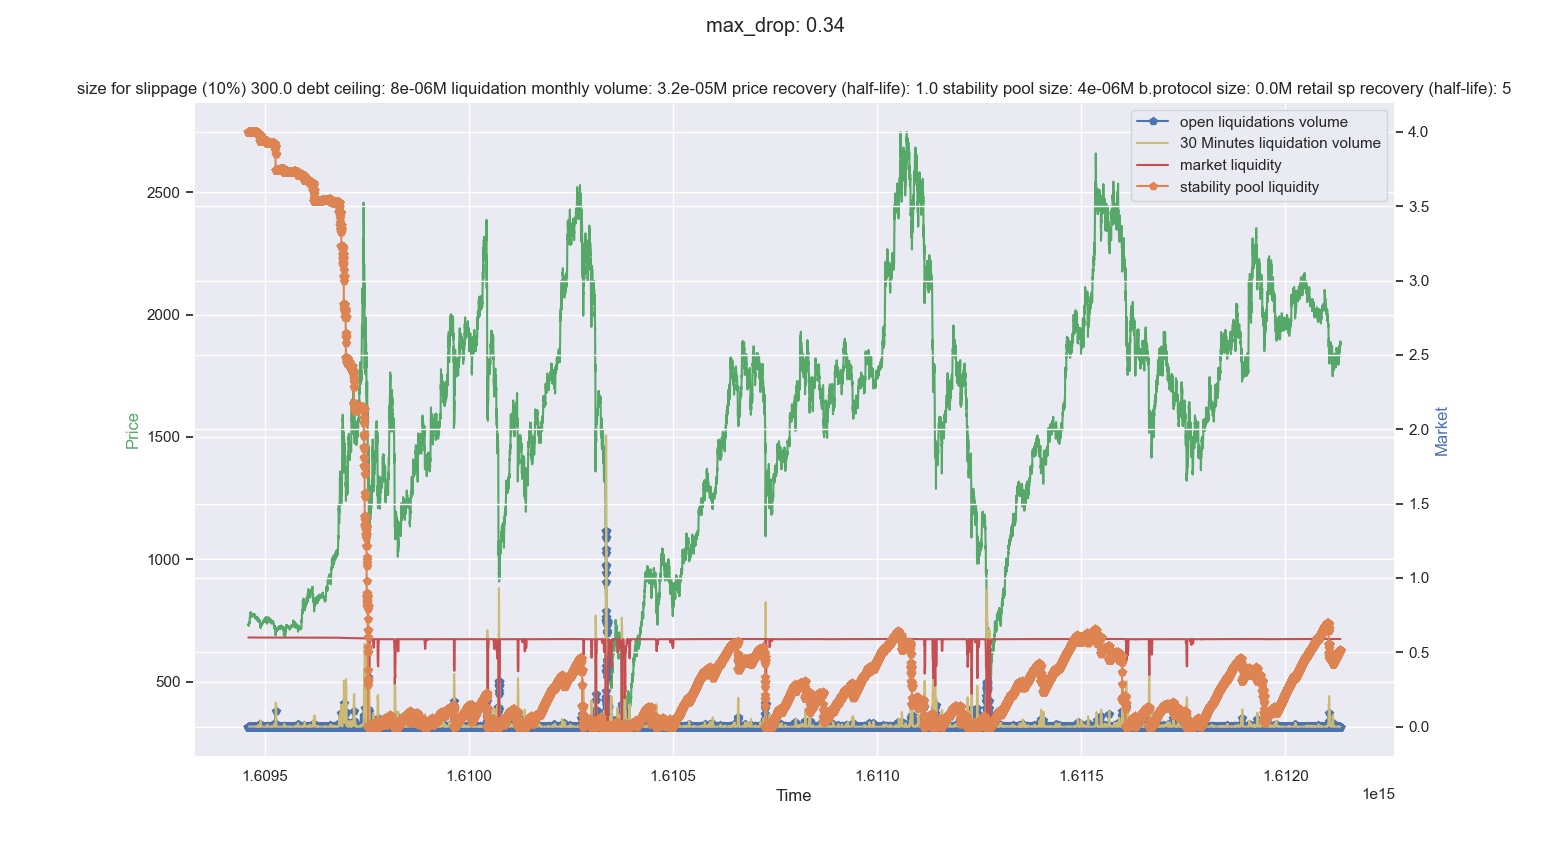 max_drop: 0.34
size for slippage (10%) 300.0 debt ceiling: 8e-06M liquidation monthly volume: 3.2e-05M price recovery (half-life): 1.0 stability pool size: 4e-06M b.protocol size: 0.0M retail sp recovery (half-life): 5
open liquidations volume
30 Minutes liquidation volume
market liquidity
stability pool liquidity
2500
2000
1500
1000
500
Price
4.0
3.5
3.0
2.5
2.0
1.5
1.0
0.5
0.0
Market
1.6095 1.6100 1.6105 1.6110 1.6115 1.6120
1e15
Time